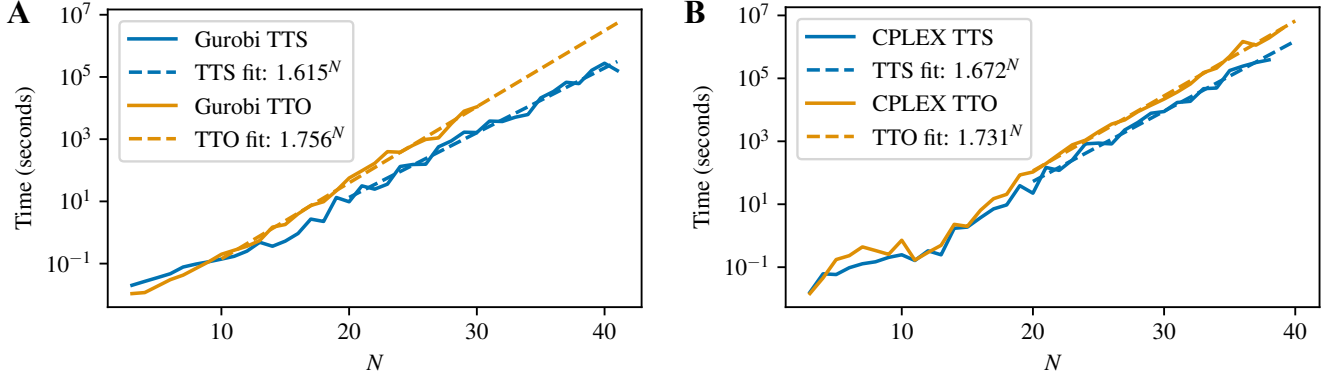 A
Gurobi TTS
TTS fit: 1.615^N
Gurobi TTO
TTO fit: 1.756^N
Time (seconds)
10^7
10^5
10^3
10^1
10^−1
10
20
30
40
N
B
CPLEX TTS
TTS fit: 1.672^N
CPLEX TTO
TTO fit: 1.731^N
Time (seconds)
10^7
10^5
10^3
10^1
10^−1
10
20
30
40
N